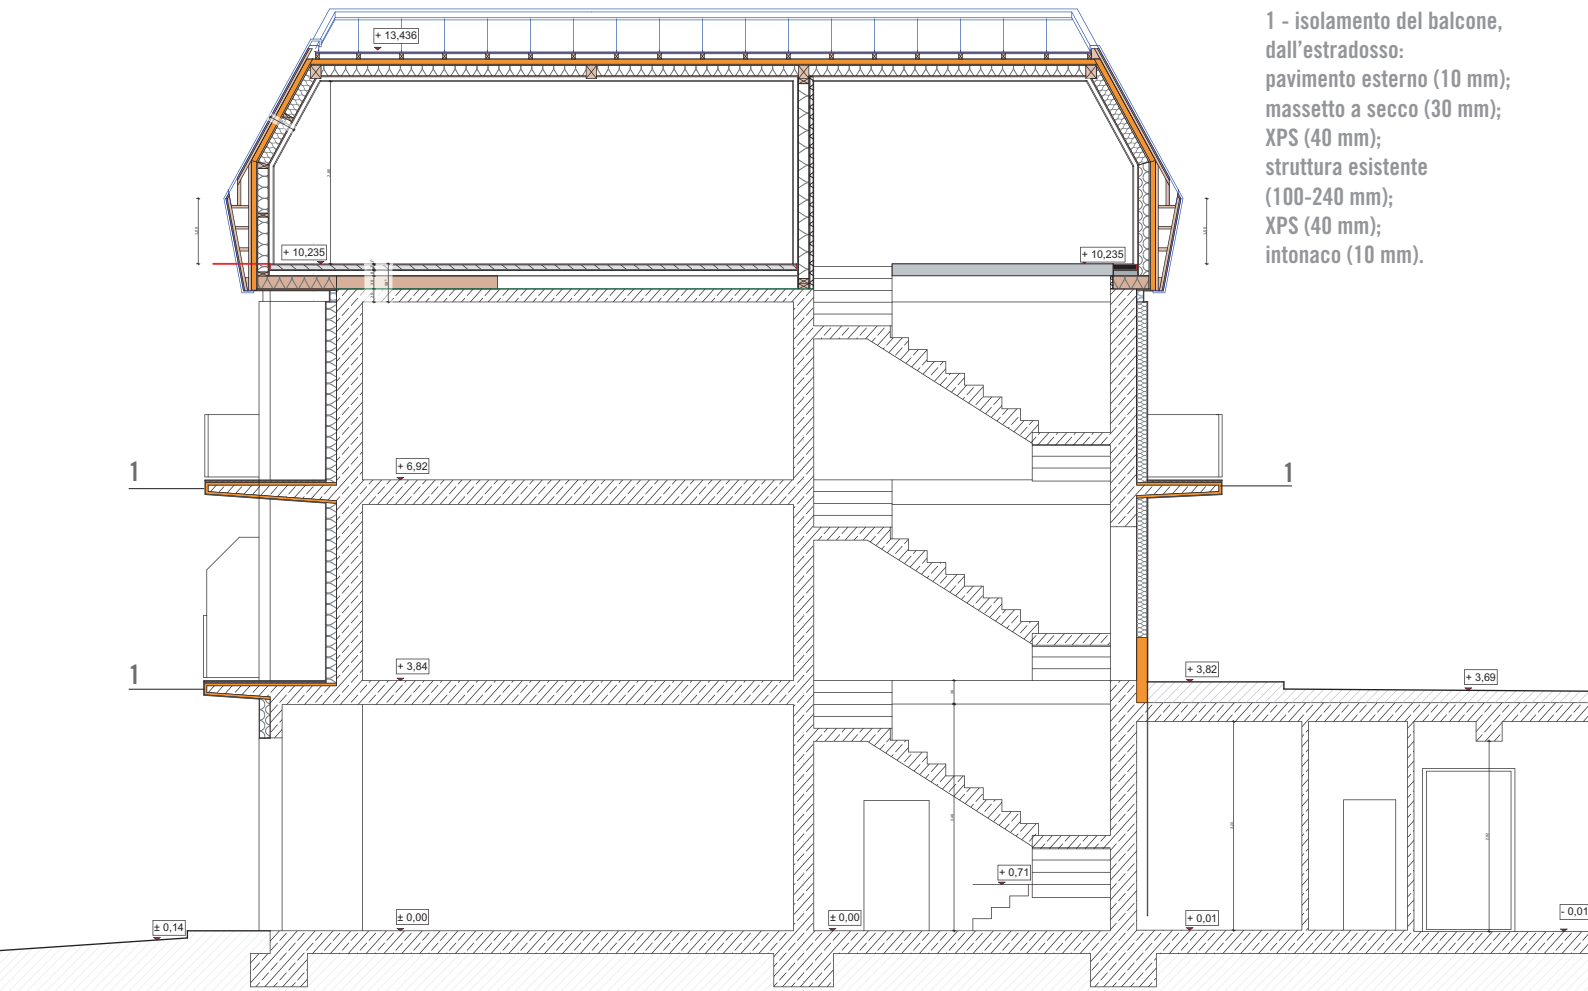 1 - isolamento del balcone,
dall'estradosso:
pavimento esterno (10 mm);
massetto a secco (30 mm);
XPS (40 mm);
struttura esistente
(100-240 mm);
XPS (40 mm);
intonaco (10 mm).
+ 13,436
+ 10,235
+ 10,235
+ 6,92
1
1
+ 3,84
1
+ 3,82
+ 3,69
+ 0,71
± 0,14
± 0,00
± 0,00
+ 0,01
- 0,01